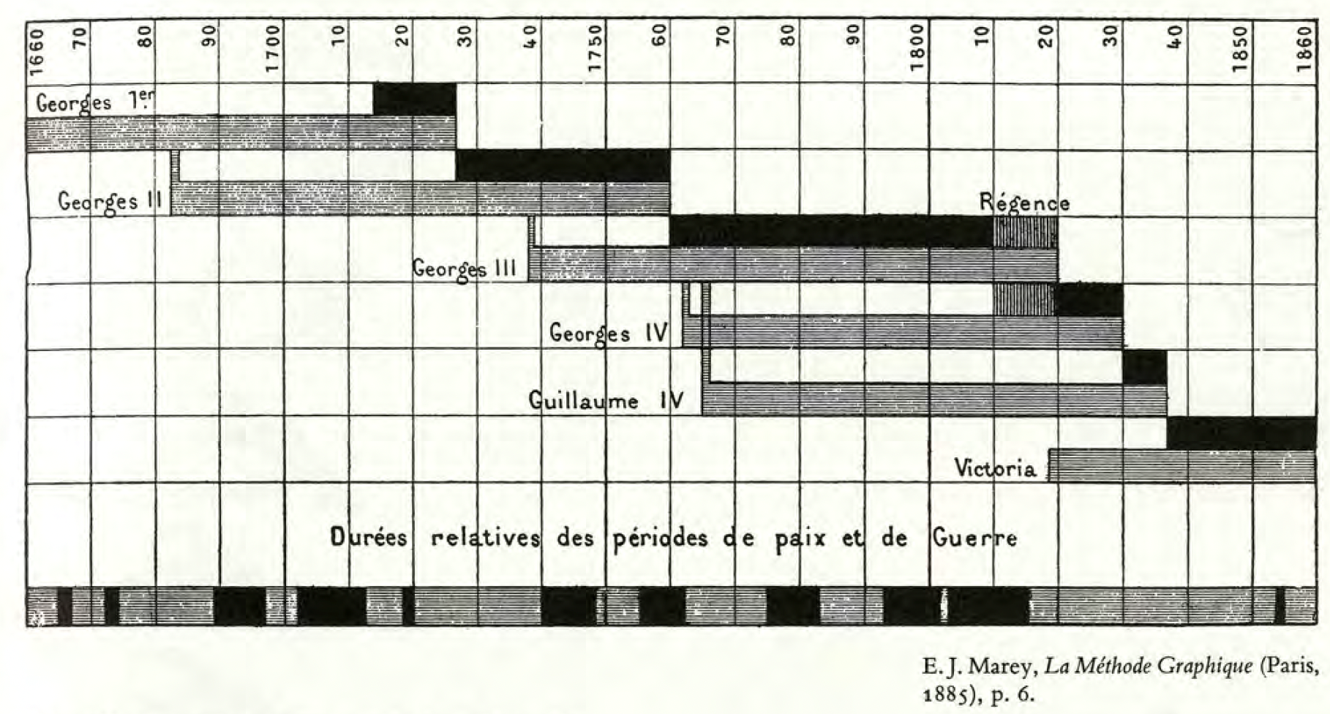 1660 70 80 90 1700 10 20 30 40 1750 60 70 80 90 1800 10 20 30 40 1850 1860
Georges 1er.
Georges II
Régence
Georges III
Georges IV
Guillaume IV
Victoria
Durées relatives des périodes de paix et de Guerre
E. J. Marey, La Méthode Graphique (Paris,
1885), p. 6.